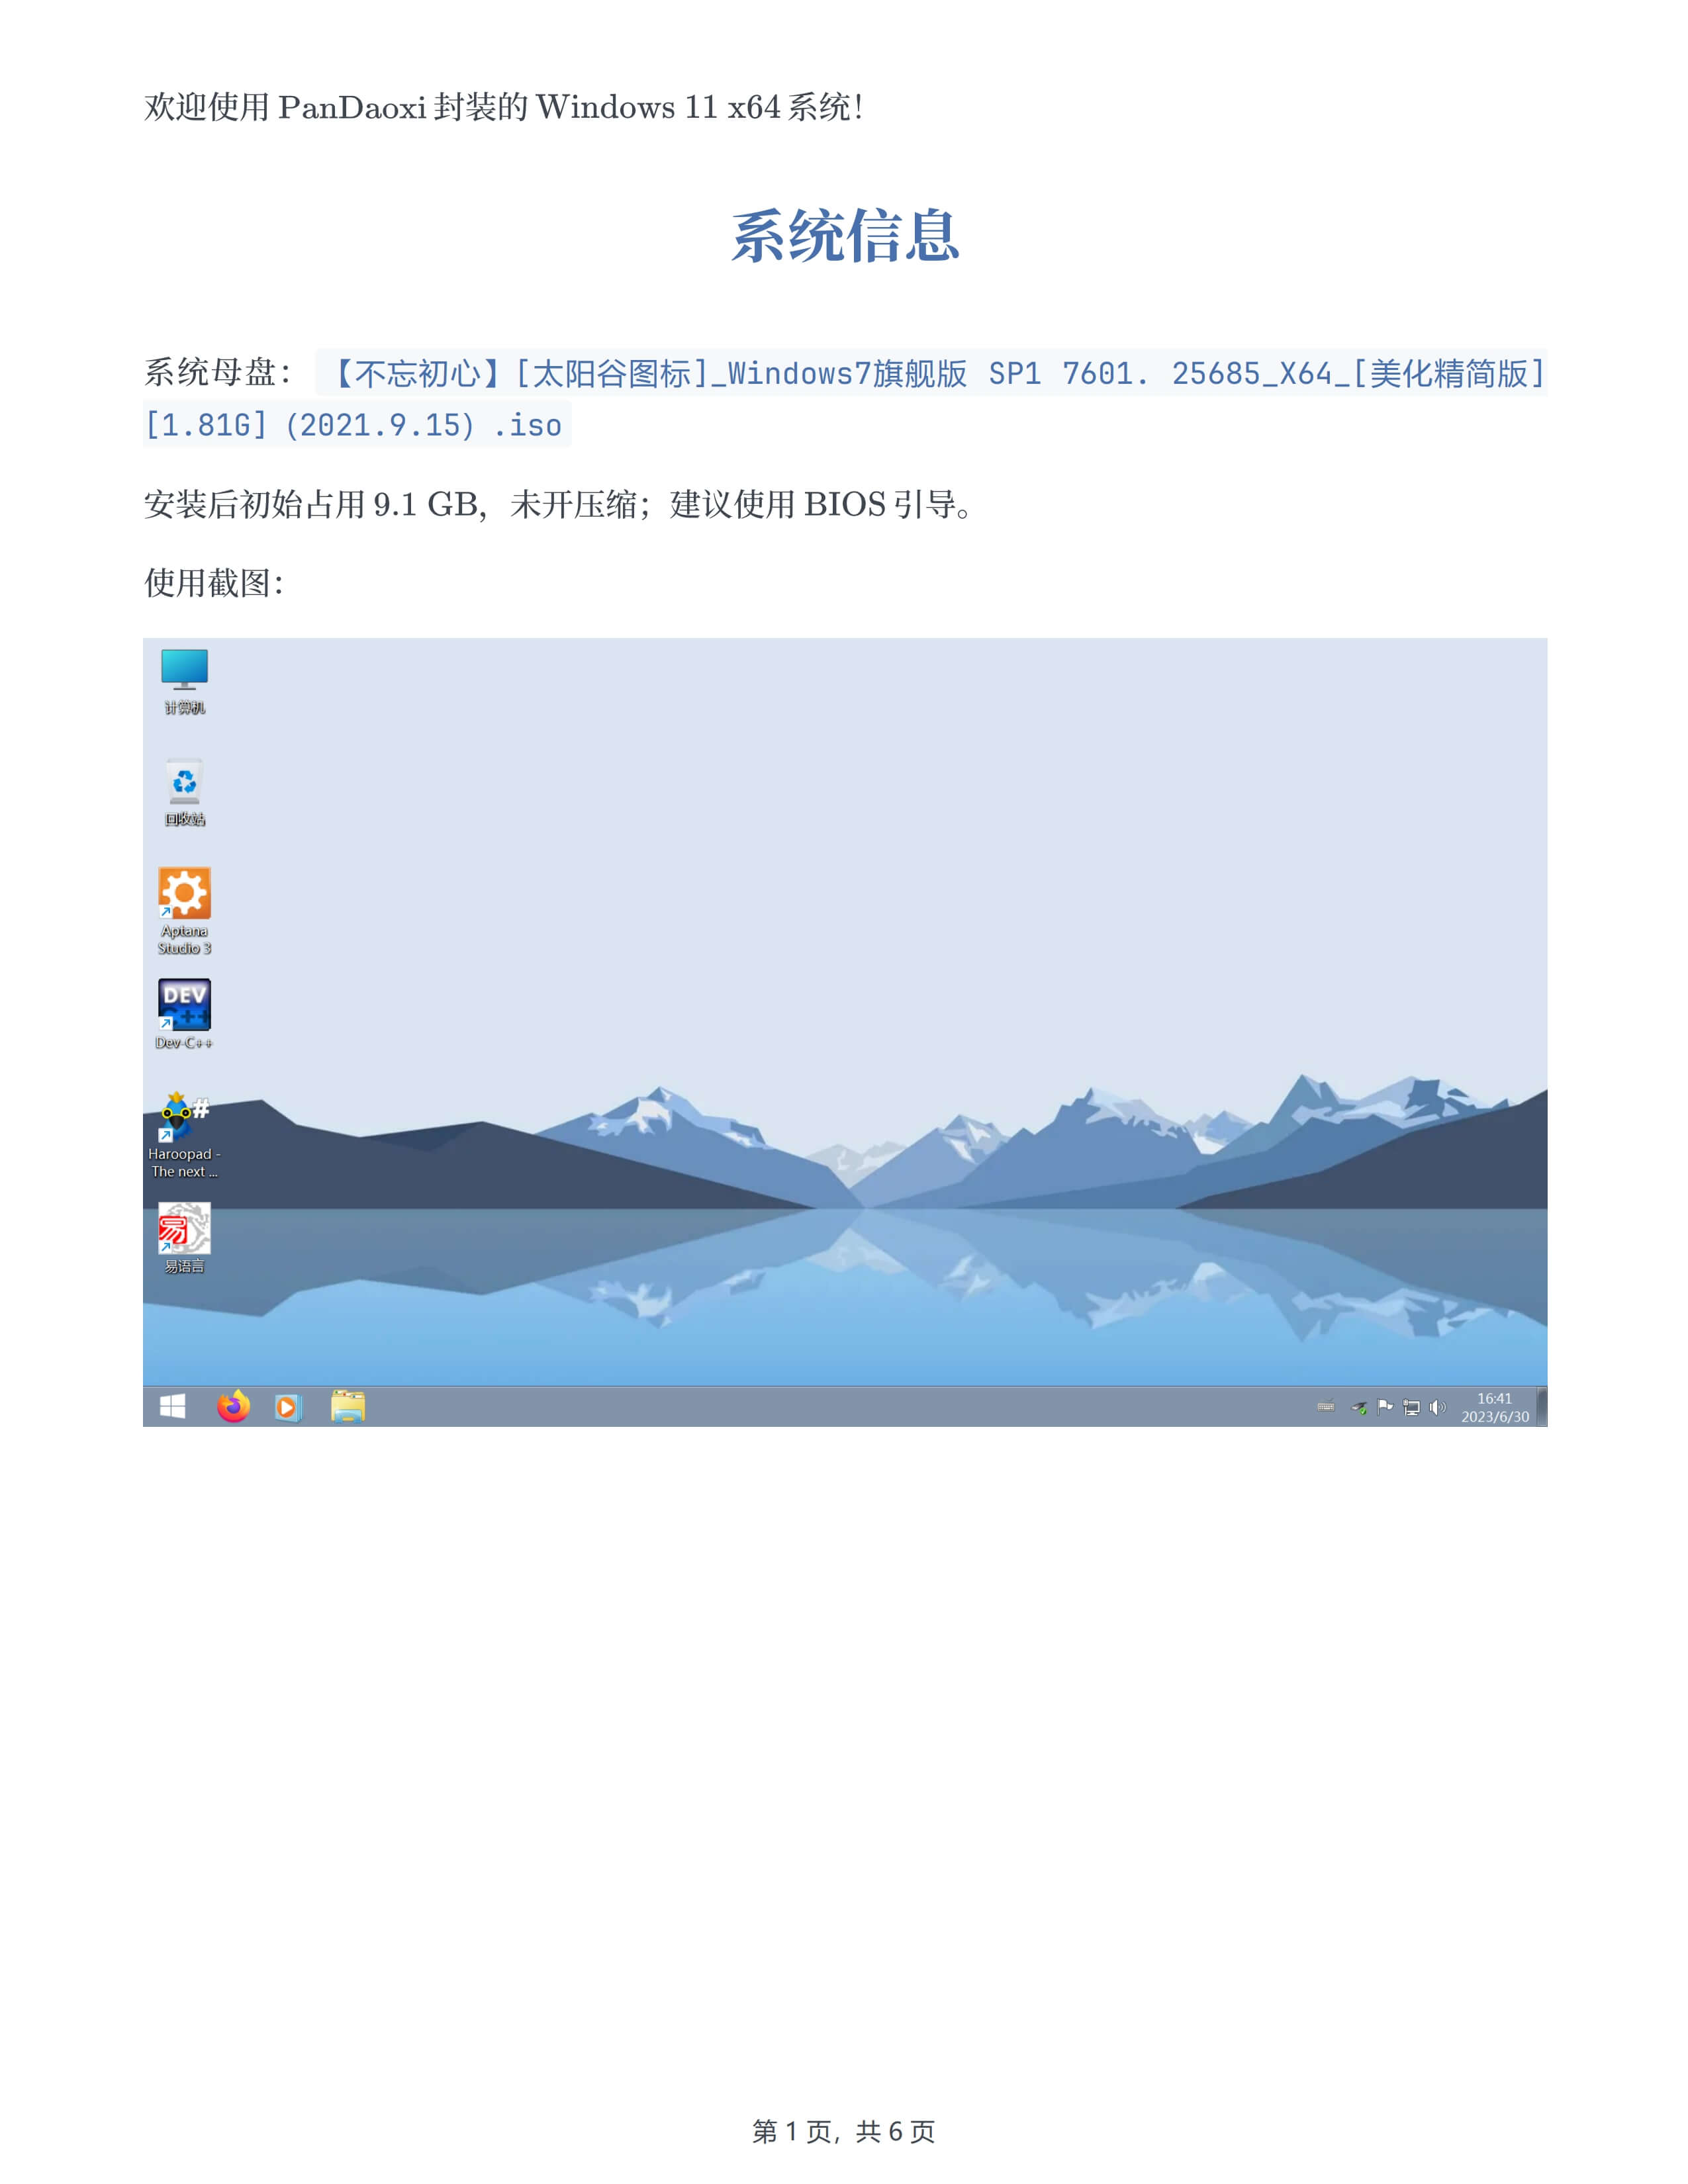 欢迎使用 PanDaoxi 封装的 Windows 11 x64 系统！
系统信息
系统母盘：【不忘初心】[太阳谷图标]_Windows7旗舰版 SP1 7601. 25685_X64_[美化精简版]
[1.81G]（2021.9.15）.iso
安装后初始占用 9.1 GB，未开压缩；建议使用 BIOS 引导。
使用截图：
计算机
回收站
Aptana
Studio 3
DEV
C++
Dev-C++
#
Haroopad -
The next ...
易
易语言
16:41
2023/6/30
第 1 页，共 6 页